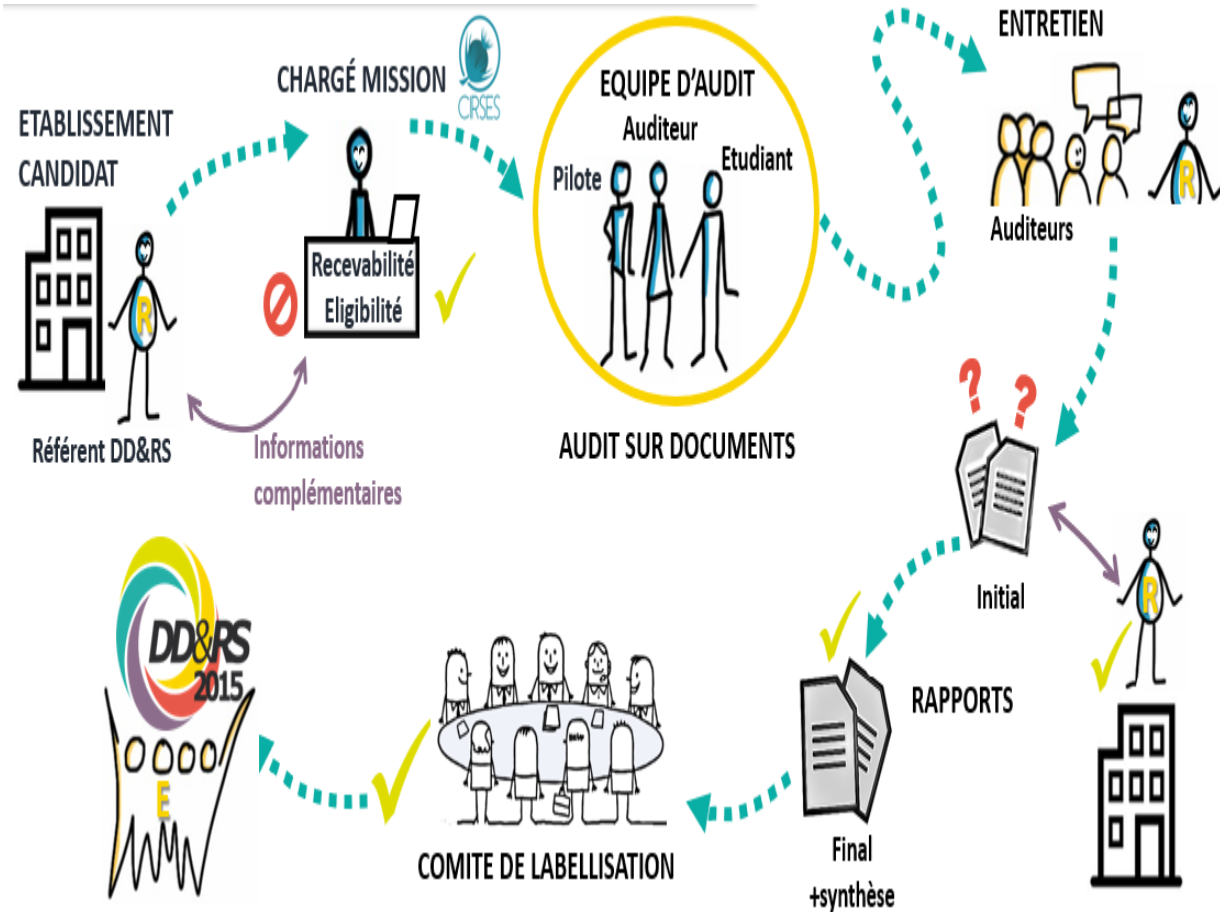 ETABLISSEMENT
CANDIDAT
R
Référent DD&RS
CHARGÉ MISSION
CIRSES
Recevabilité
Eligibilité
Informations
complémentaires
EQUIPE D'AUDIT
Auditeur
Pilote
Etudiant
AUDIT SUR DOCUMENTS
ENTRETIEN
R
Auditeurs
? ?
Initial
R
RAPPORTS
Final
+synthèse
COMITE DE LABELLISATION
DD&RS
2015
E